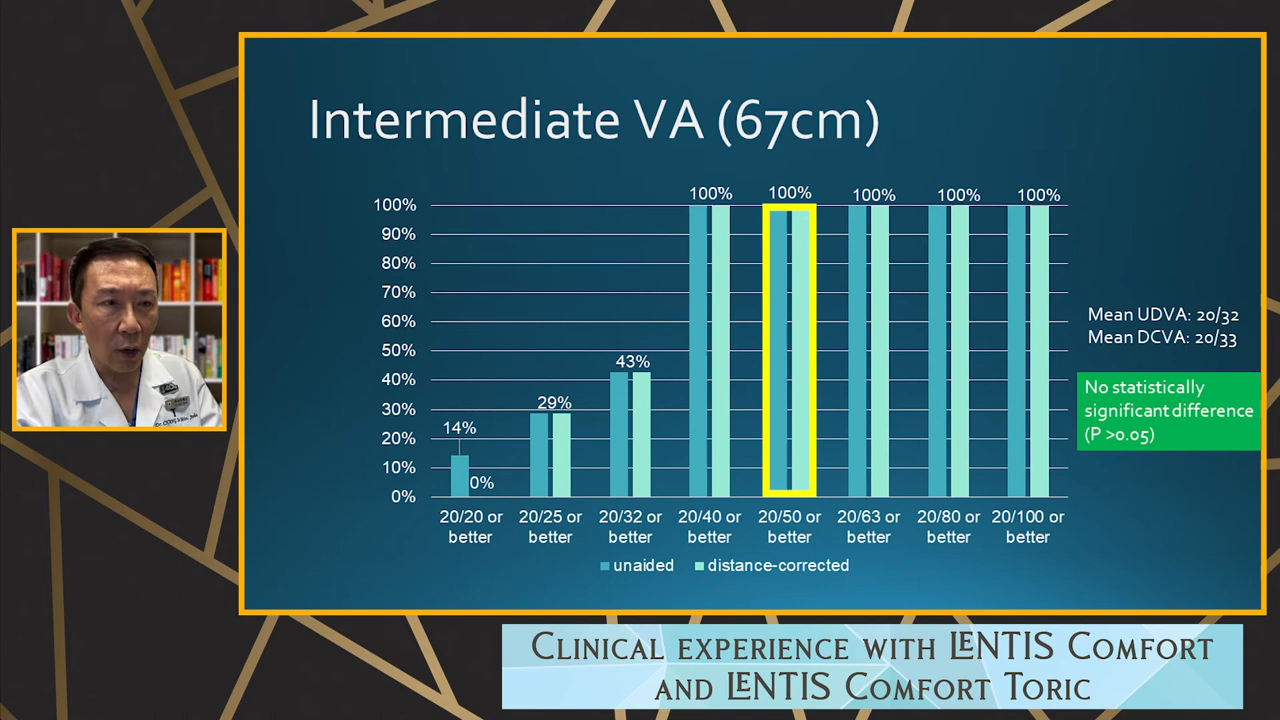 Intermediate VA (67cm)
100%
90%
80%
70%
60%
50%
40%
30%
20%
10%
0%
14%
0%
29%
43%
100%
100%
100%
100%
100%
20/20 or better
20/25 or better
20/32 or better
20/40 or better
20/50 or better
20/63 or better
20/80 or better
20/100 or better
unaided
distance-corrected
Mean UDVA: 20/32
Mean DCVA: 20/33
No statistically
significant difference
(P >0.05)
Clinical experience with LENTIS Comfort
and LENTIS Comfort Toric